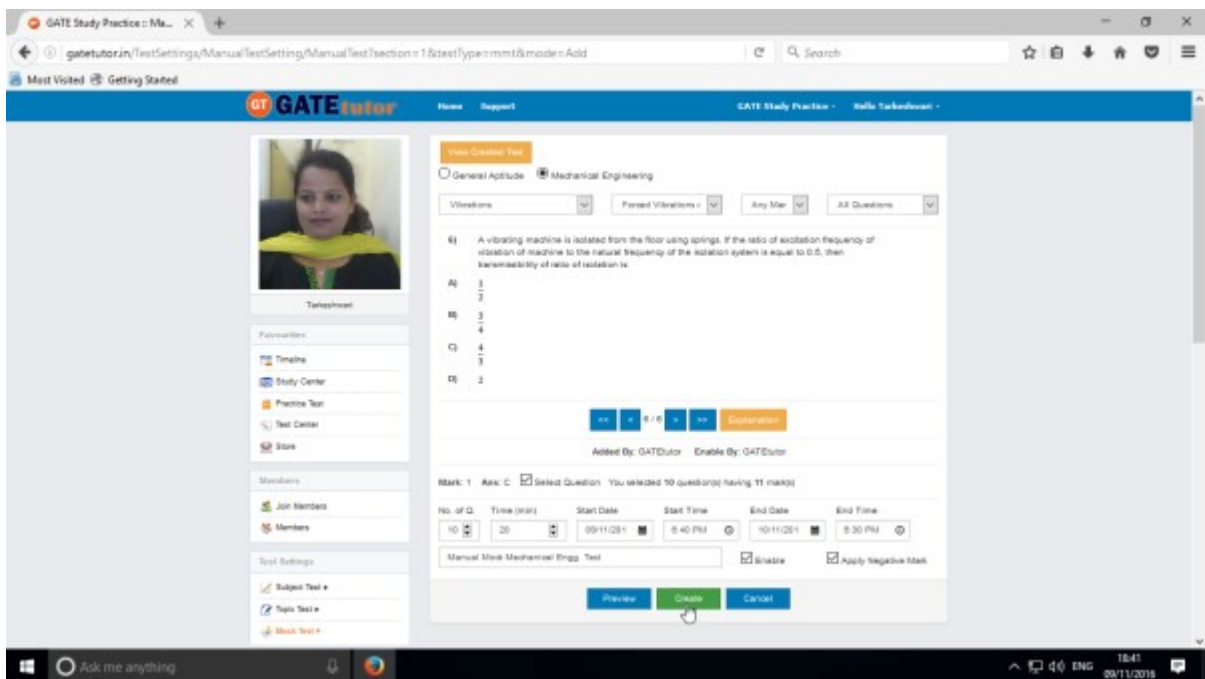 GATE Study Practice :: Ma...
gatetutor.in/TestSettings/ManualTestSetting/ManualTest?section=1&testType=mmt&mode=Add
Search
Most Visited Getting Started
GT GATEtutor
Home Support
GATE Study Practice Hello Tarkeshwari
View Created Test
General Aptitude Mechanical Engineering
Vibrations Forced Vibrations Any Mar All Questions
6) A vibrating machine is isolated from the floor using springs. If the ratio of excitation frequency of
vibration of machine to the natural frequency of the isolation system is equal to 0.5, then
transmissibility of ratio of isolation is
A) 1/2
B) 3/4
C) 4/3
D) 2
<< < 6 / 6 > >> Explanation
Added By: GATEtutor Enable By: GATEtutor
Mark: 1 Ans: C Select Question You selected 10 question(s) having 11 mark(s)
No. of Q. Time (min) Start Date Start Time End Date End Time
10 20 09/11/201 6:40 PM 10/11/201 6:30 PM
Manual Mock Mechanical Engg. Test
Enable Apply Negative Mark
Preview Create Cancel
Tarkeshwari
Favourites
Timeline
Study Center
Practice Test
Test Center
Store
Members
Join Members
Members
Test Settings
Subject Test
Topic Test
Mock Test
Ask me anything
ENG
18:41
09/11/2016